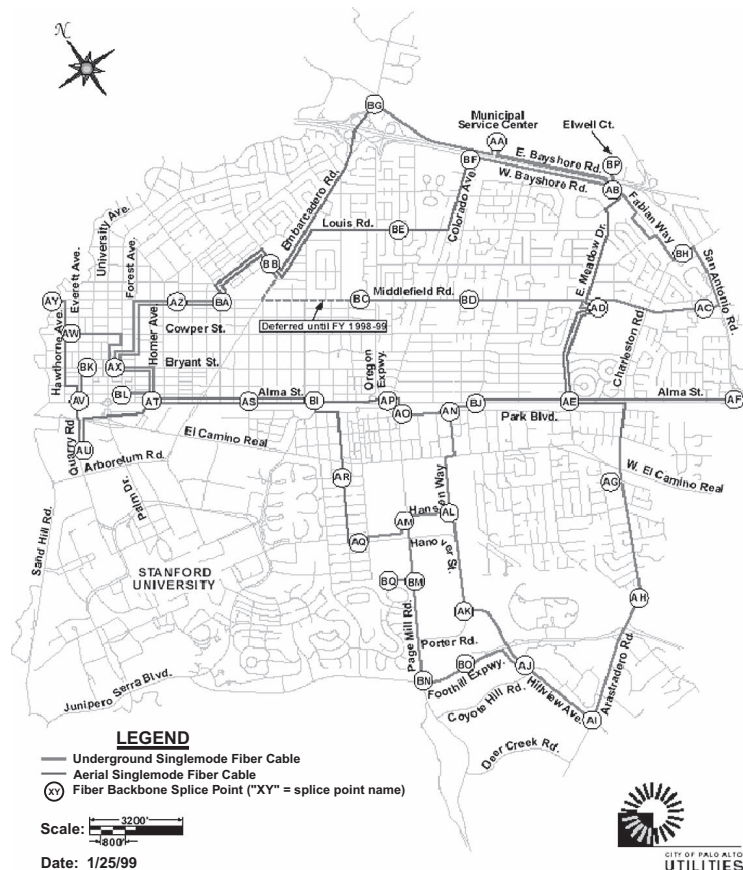 N
BG
Municipal
Service Center
Elwell Ct.
AA
BF
E. Bayshore Rd.
BP
W. Bayshore Rd.
AB
Embarcadero Rd.
Colorado Ave.
Fabian Way
University Ave.
Louis Rd.
BE
E. Meadow Dr.
BH
San Antonio Rd.
Everett Ave.
Forest Ave.
BB
AY
AZ
BA
Middlefield Rd.
BC
BD
AD
AC
Hawthorne Ave.
AW
Homer Ave.
Cowper St.
Deferred until FY 1998-99
Charleston Rd.
BK
AX
Bryant St.
Oregon
Expwy.
AV
BL
AT
AS
Alma St.
BI
AP
AO
AN
BJ
Park Blvd.
AE
Alma St.
AF
Quarry Rd
AU
El Camino Real
Arboretum Rd.
Palm Dr.
AR
Hansen Way
AG
W. El Camino Real
Sand Hill Rd.
AM
AL
AQ
Hanover St.
STANFORD
UNIVERSITY
BQ
BM
AK
AH
Page Mill Rd.
Porter Rd.
BO
AJ
Arastradero Rd.
Junipero Serra Blvd.
BN
Foothill Expwy.
Hillview Ave.
Coyote Hill Rd.
AI
Deer Creek Rd.
LEGEND
Underground Singlemode Fiber Cable
Aerial Singlemode Fiber Cable
XY Fiber Backbone Splice Point ("XY" = splice point name)
Scale: 3200'
800'
Date: 1/25/99
CITY OF PALO ALTO
UTILITIES